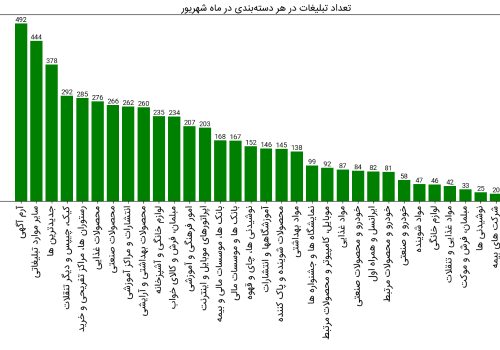 تعداد تبلیغات در هر دسته‌بندی در ماه شهریور
492
444
378
292
285
276
266
262
260
235
234
207
203
168
167
152
146
145
138
99
92
87
84
82
81
58
47
46
42
33
25
20
آرم آگهی
سایر موارد تبلیغاتی
جدیدترین ها
کیک، چیپس و دیگر تنقلات
رستوران ها، مراکز تفریحی و خرید
محصولات غذایی
محصولات صنعتی
انتشارات و مراکز آموزشی
محصولات بهداشتی و آرایشی
لوازم خانگی و آشپزخانه
مبلمان، فرش و کالای خواب
امور فرهنگی و آموزشی
اپراتورهای موبایل و اینترنت
بانک ها، موسسات مالی و بیمه
بانک ها و موسسات مالی
نوشیدنی ها، چای و قهوه
آموزشگاهها و انتشارات
محصولات شوینده و پاک کننده
مواد بهداشتی
نمایشگاه ها و جشنواره ها
موبایل، کامپیوتر و محصولات مرتبط
مواد غذایی
خودرو و محصولات صنعتی
ایرانسل و همراه اول
خودرو و محصولات مرتبط
خودرو و صنعتی
مواد شوینده
لوازم خانگی
مواد غذایی و تنقلات
مبلمان، فرش و موکت
نوشیدنی ها
شرکت های بیمه